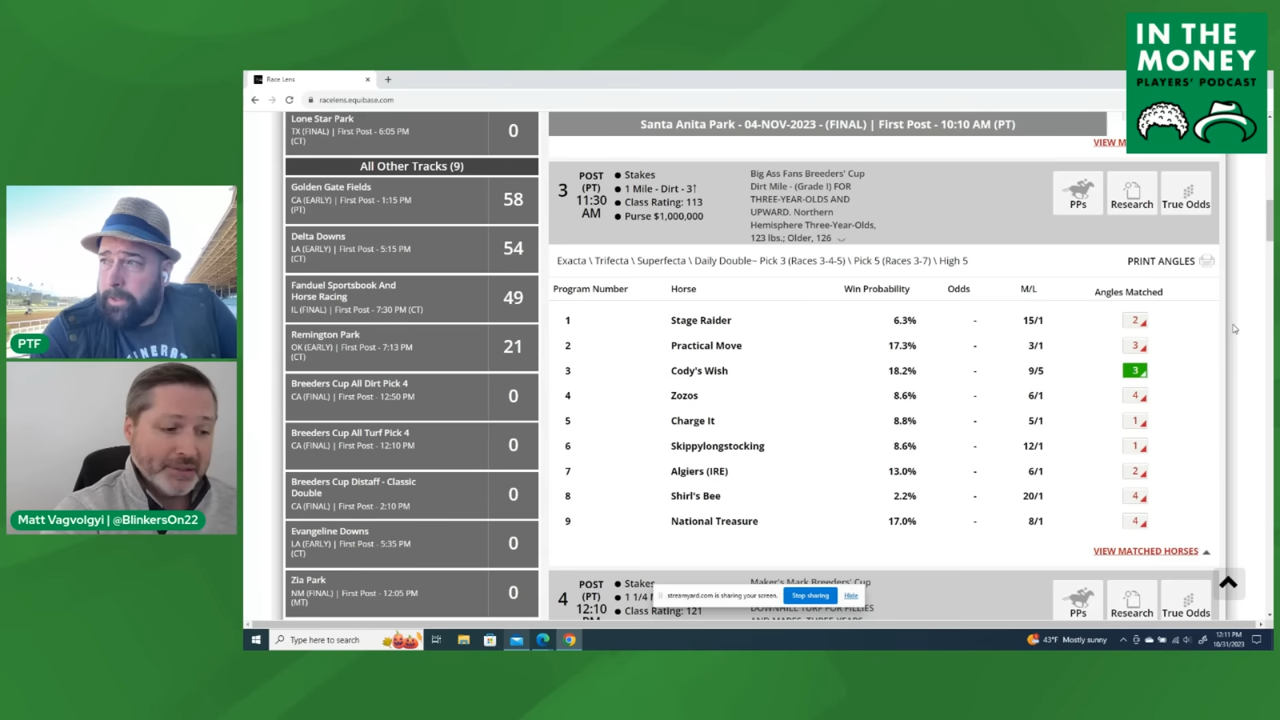 IN THE
MONEY
PLAYERS' PODCAST
PTF
Matt Vagvolgyi | @BlinkersOn22
Race Lens
racelens.equibase.com
Lone Star Park
TX (FINAL) | First Post - 6:05 PM
(CT)
0
All Other Tracks (9)
Golden Gate Fields
CA (EARLY) | First Post - 1:15 PM
(PT)
58
Delta Downs
LA (EARLY) | First Post - 5:15 PM
(CT)
54
Fanduel Sportsbook And
Horse Racing
IL (FINAL) | First Post - 7:30 PM (CT)
49
Remington Park
OK (EARLY) | First Post - 7:13 PM
(CT)
21
Breeders Cup All Dirt Pick 4
CA (FINAL) | First Post - 12:50 PM
0
Breeders Cup All Turf Pick 4
CA (FINAL) | First Post - 12:10 PM
0
Breeders Cup Distaff - Classic
Double
CA (FINAL) | First Post - 2:10 PM
0
Evangeline Downs
LA (EARLY) | First Post - 5:35 PM
(CT)
0
Zia Park
NM (FINAL) | First Post - 12:05 PM
(MT)
0
Santa Anita Park - 04-NOV-2023 - (FINAL) | First Post - 10:10 AM (PT)
VIEW M
3
POST
(PT)
11:30
AM
● Stakes
● 1 Mile - Dirt - 3↑
● Class Rating: 113
● Purse $1,000,000
Big Ass Fans Breeders' Cup
Dirt Mile - (Grade I) FOR
THREE-YEAR-OLDS AND
UPWARD. Northern
Hemisphere Three-Year-Olds,
123 lbs.; Older, 126
PPs
Research
True Odds
Exacta \ Trifecta \ Superfecta \ Daily Double~ Pick 3 (Races 3-4-5) \ Pick 5 (Races 3-7) \ High 5
PRINT ANGLES
Program Number Horse Win Probability Odds M/L Angles Matched
1 Stage Raider 6.3% - 15/1 2
2 Practical Move 17.3% - 3/1 3
3 Cody's Wish 18.2% - 9/5 3
4 Zozos 8.6% - 6/1 4
5 Charge It 8.8% - 5/1 1
6 Skippylongstocking 8.6% - 12/1 1
7 Algiers (IRE) 13.0% - 6/1 2
8 Shirl's Bee 2.2% - 20/1 4
9 National Treasure 17.0% - 8/1 4
VIEW MATCHED HORSES
4
POST
(PT)
12:10
● Stakes
● 1 1/4
● Class Rating: 121
Maker's Mark Breeders' Cup
DOWNHILL TURF FOR FILLIES
PPs
Research
True Odds
streamyard.com is sharing your screen.
Stop sharing
Hide
Type here to search
43°F Mostly sunny
12:11 PM
10/31/2023